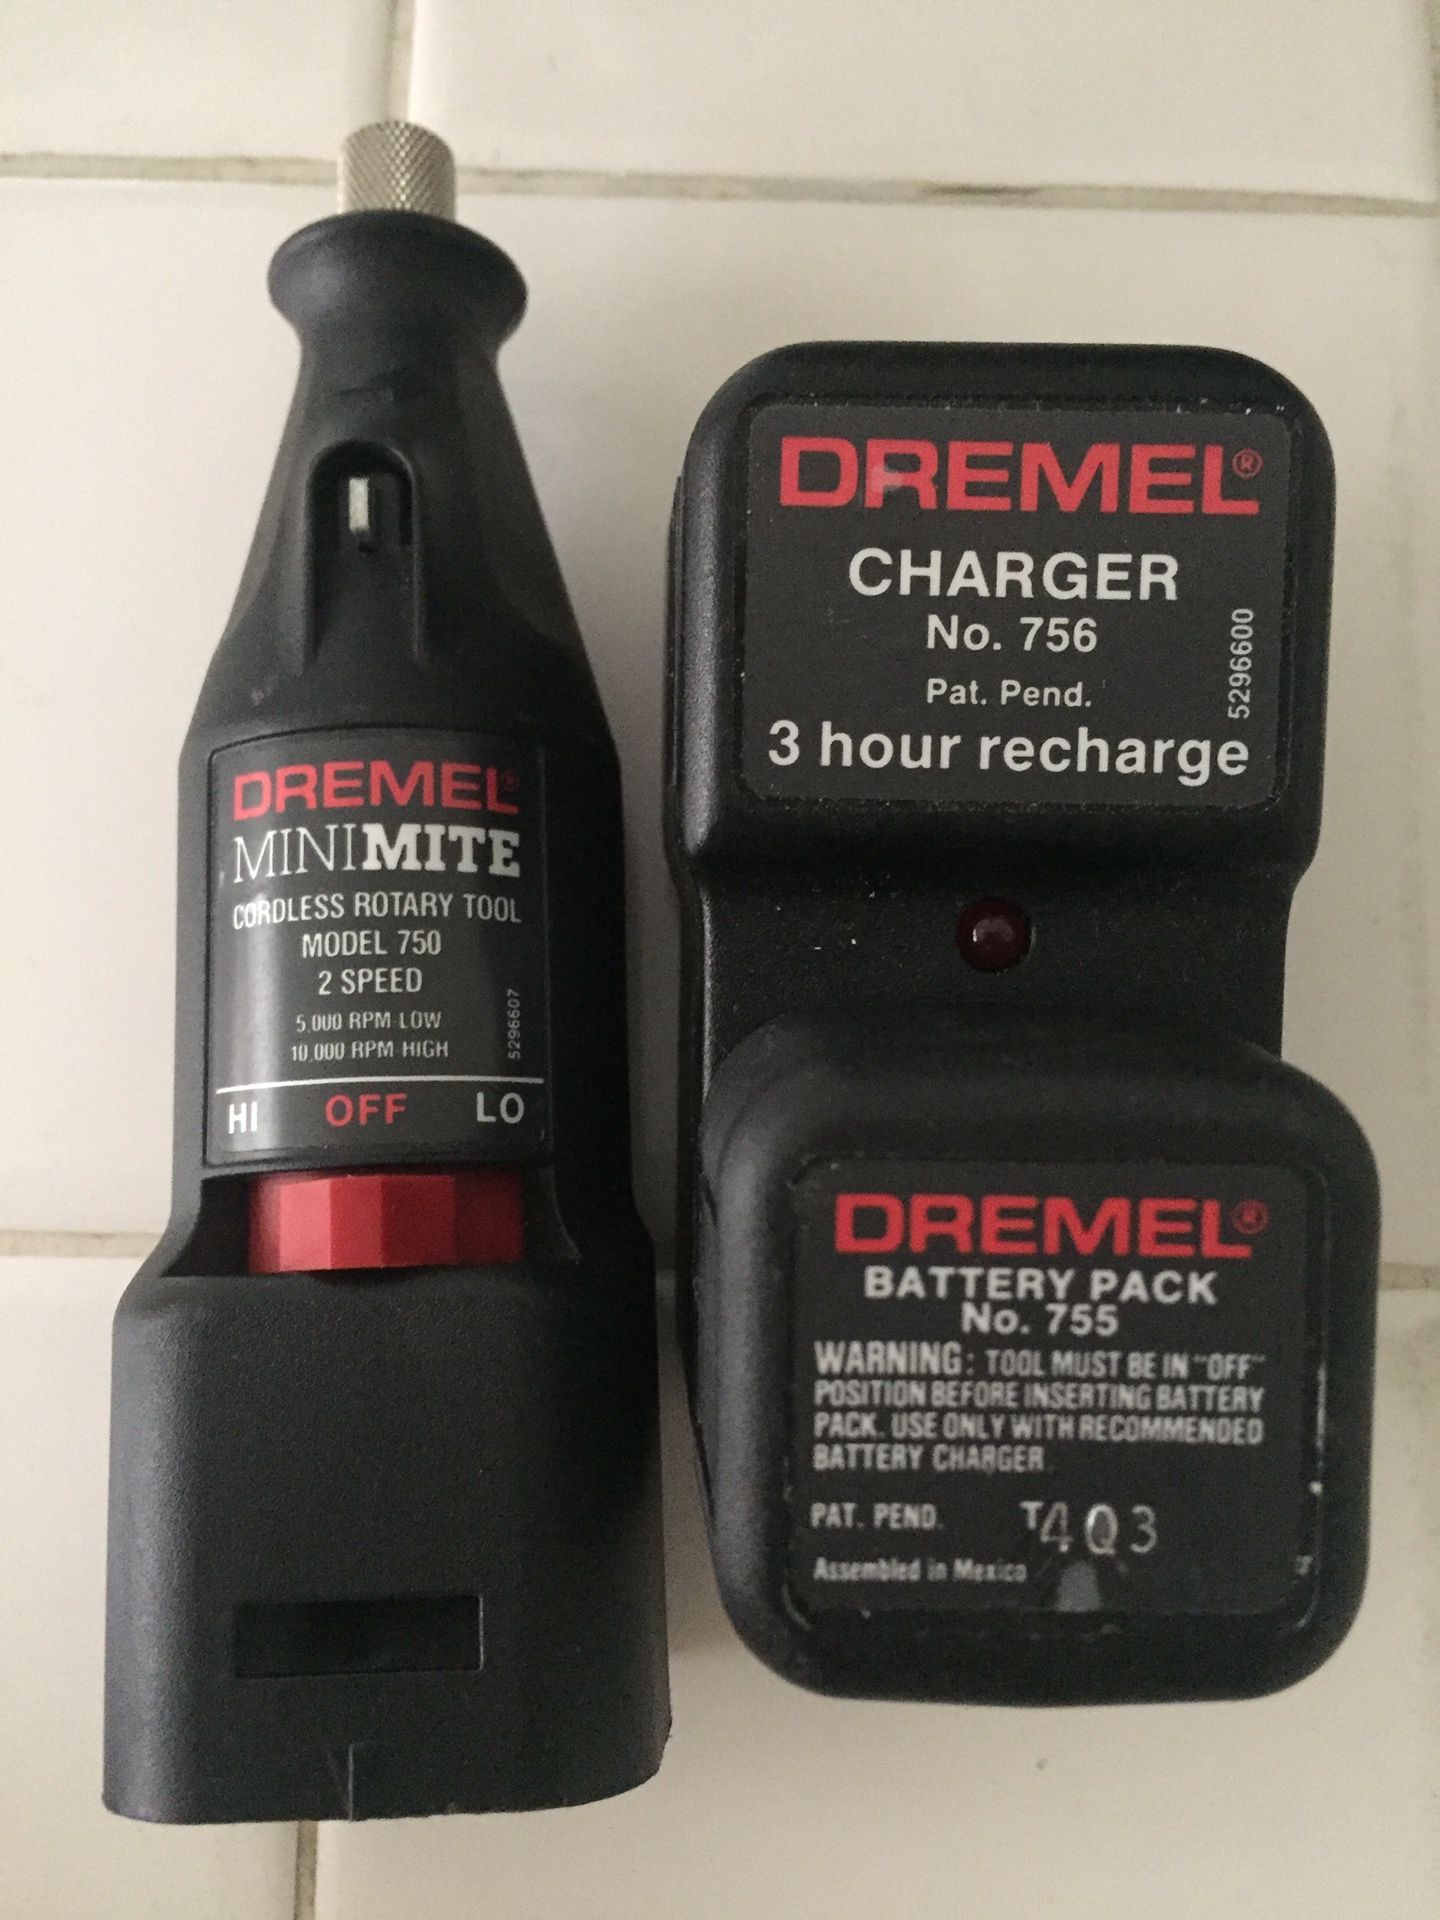 DREMEL®
MINIMITE
CORDLESS ROTARY TOOL
MODEL 750
2 SPEED
5,000 RPM-LOW
10,000 RPM-HIGH
5296607
HI OFF LO
DREMEL®
CHARGER
No. 756
Pat. Pend.
3 hour recharge
5296600
DREMEL®
BATTERY PACK
No. 755
WARNING: TOOL MUST BE IN "OFF"
POSITION BEFORE INSERTING BATTERY
PACK. USE ONLY WITH RECOMMENDED
BATTERY CHARGER.
PAT. PEND. T4Q3
Assembled in Mexico